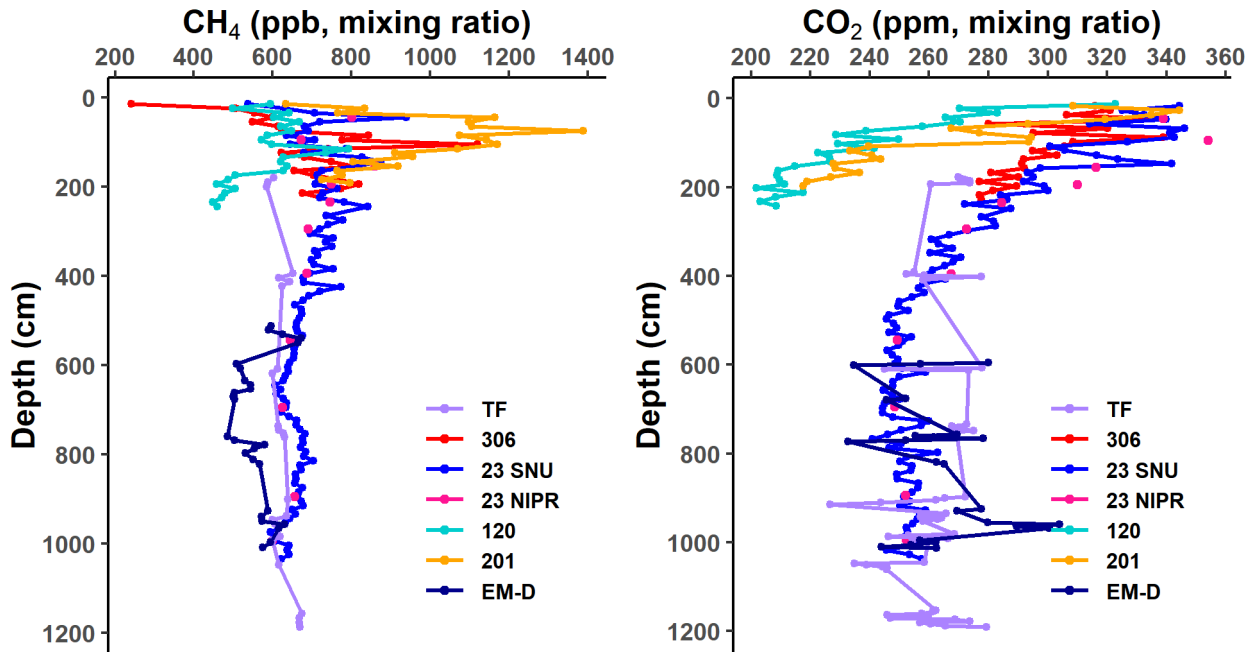 CH₄ (ppb, mixing ratio)
200 400 600 800 1000 1200 1400
Depth (cm)
0
200
400
600
800
1000
1200
TF
306
23 SNU
23 NIPR
120
201
EM-D
CO₂ (ppm, mixing ratio)
200 220 240 260 280 300 320 340 360
Depth (cm)
0
200
400
600
800
1000
1200
TF
306
23 SNU
23 NIPR
120
201
EM-D